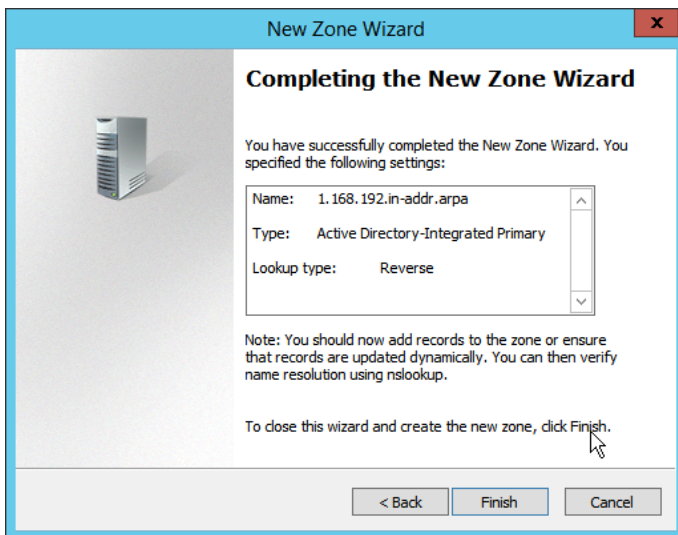 New Zone Wizard
x
Completing the New Zone Wizard
You have successfully completed the New Zone Wizard. You
specified the following settings:
Name: 1.168.192.in-addr.arpa
Type: Active Directory-Integrated Primary
Lookup type: Reverse
Note: You should now add records to the zone or ensure
that records are updated dynamically. You can then verify
name resolution using nslookup.
To close this wizard and create the new zone, click Finish.
< Back Finish Cancel